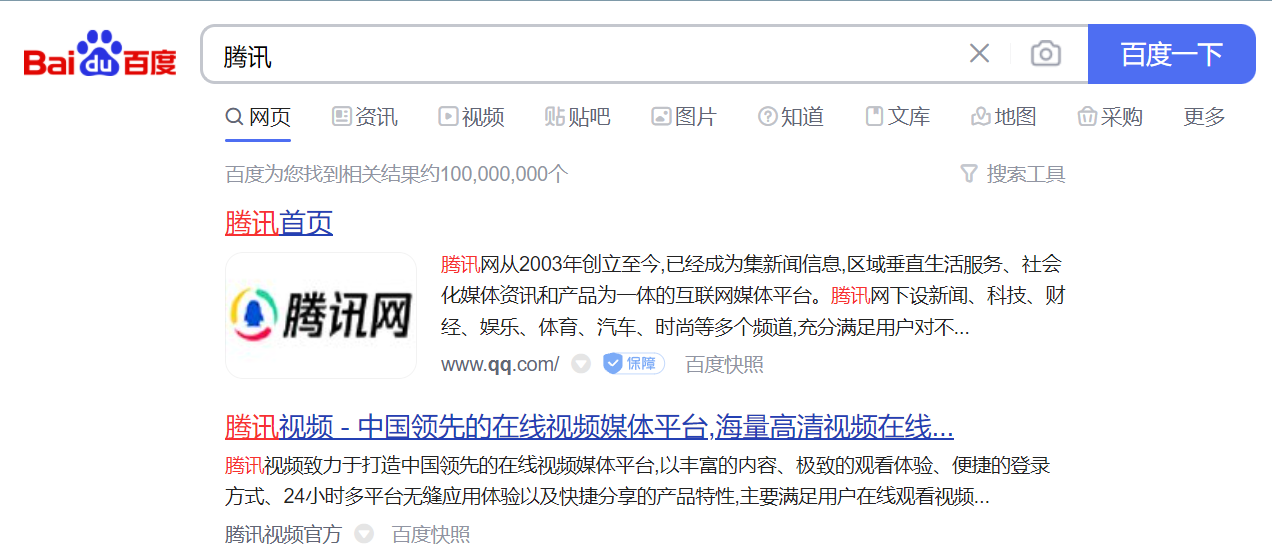 Bai du 百度
腾讯
百度一下
网页 资讯 视频 贴 贴吧 图片 知道 文库 地图 采购 更多
百度为您找到相关结果约100,000,000个 搜索工具
腾讯首页
腾讯网
腾讯网从2003年创立至今,已经成为集新闻信息,区域垂直生活服务、社会
化媒体资讯和产品为一体的互联网媒体平台。腾讯网下设新闻、科技、财
经、娱乐、体育、汽车、时尚等多个频道,充分满足用户对不...
www.qq.com/ 保障 百度快照
腾讯视频 - 中国领先的在线视频媒体平台,海量高清视频在线...
腾讯视频致力于打造中国领先的在线视频媒体平台,以丰富的内容、极致的观看体验、便捷的登录
方式、24小时多平台无缝应用体验以及快捷分享的产品特性,主要满足用户在线观看视频...
腾讯视频官方 百度快照